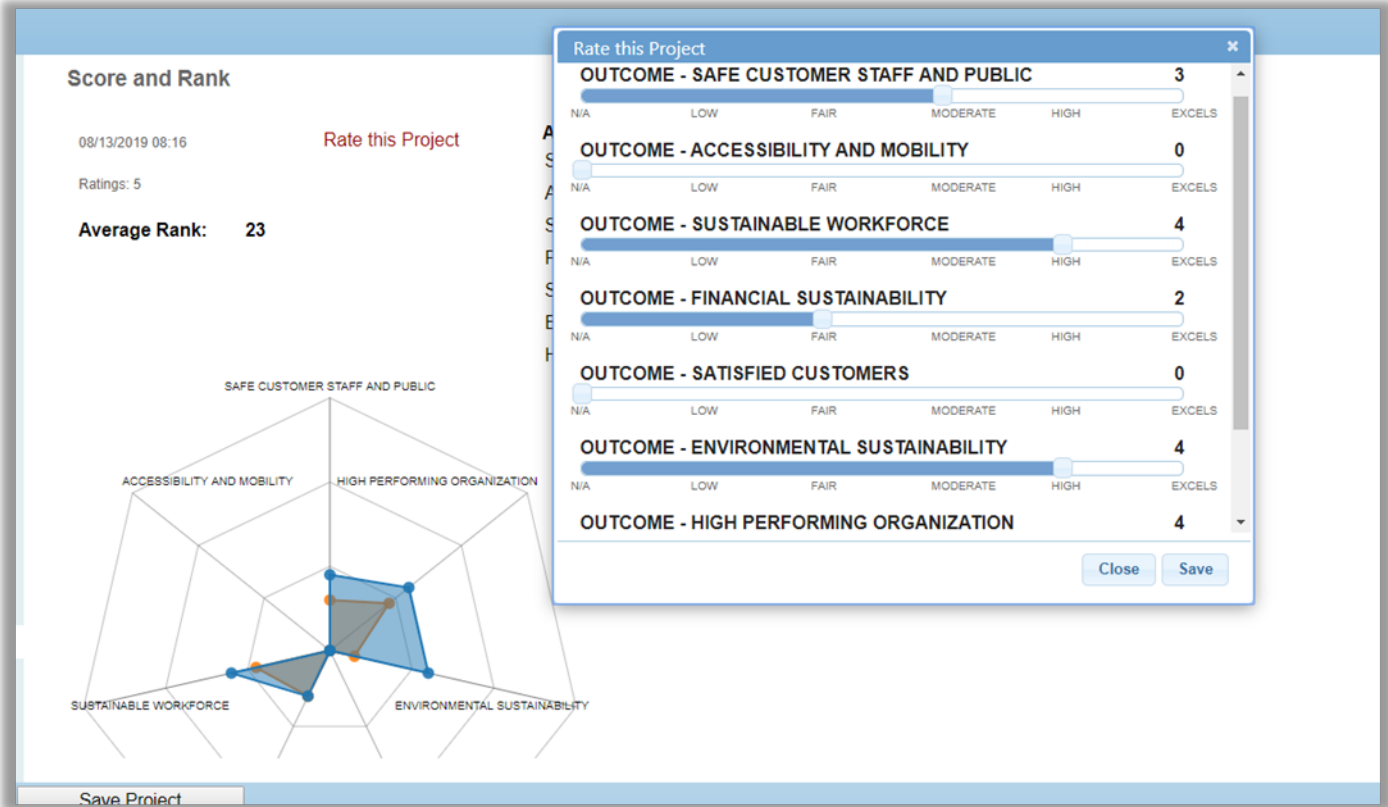 Score and Rank
08/13/2019 08:16
Rate this Project
Ratings: 5
Average Rank: 23
A
S
A
S
F
S
E
H
SAFE CUSTOMER STAFF AND PUBLIC
ACCESSIBILITY AND MOBILITY
HIGH PERFORMING ORGANIZATION
SUSTAINABLE WORKFORCE
ENVIRONMENTAL SUSTAINABILITY
Save Project
Rate this Project
OUTCOME - SAFE CUSTOMER STAFF AND PUBLIC 3
N/A LOW FAIR MODERATE HIGH EXCELS
OUTCOME - ACCESSIBILITY AND MOBILITY 0
N/A LOW FAIR MODERATE HIGH EXCELS
OUTCOME - SUSTAINABLE WORKFORCE 4
N/A LOW FAIR MODERATE HIGH EXCELS
OUTCOME - FINANCIAL SUSTAINABILITY 2
N/A LOW FAIR MODERATE HIGH EXCELS
OUTCOME - SATISFIED CUSTOMERS 0
N/A LOW FAIR MODERATE HIGH EXCELS
OUTCOME - ENVIRONMENTAL SUSTAINABILITY 4
N/A LOW FAIR MODERATE HIGH EXCELS
OUTCOME - HIGH PERFORMING ORGANIZATION 4
Close Save